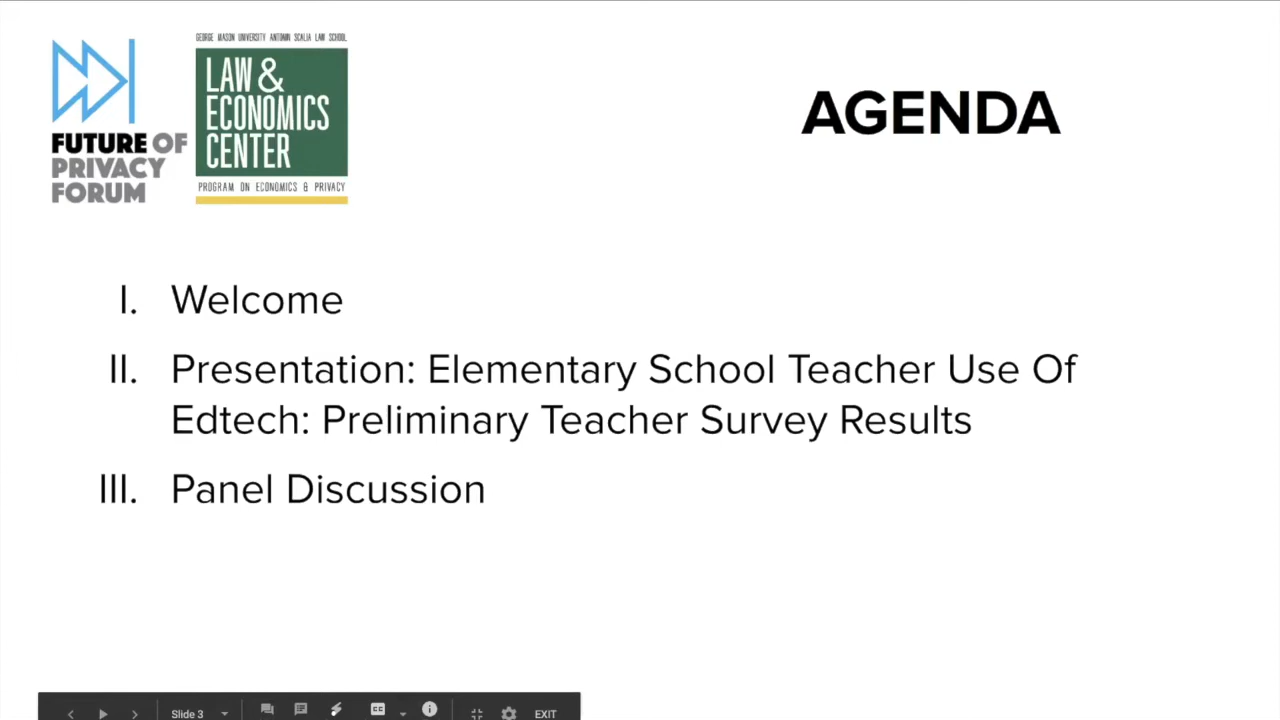 GEORGE MASON UNIVERSITY ANTONIN SCALIA LAW SCHOOL
LAW &
ECONOMICS
CENTER
PROGRAM ON ECONOMICS & PRIVACY
FUTURE OF
PRIVACY
FORUM
AGENDA
I. Welcome
II. Presentation: Elementary School Teacher Use Of
Edtech: Preliminary Teacher Survey Results
III. Panel Discussion
Slide 3
CC
EXIT